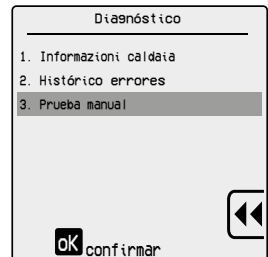 Diagnóstico
1. Informazioni caldaia
2. Histórico errores
3. Prueba manual
oK confirmar